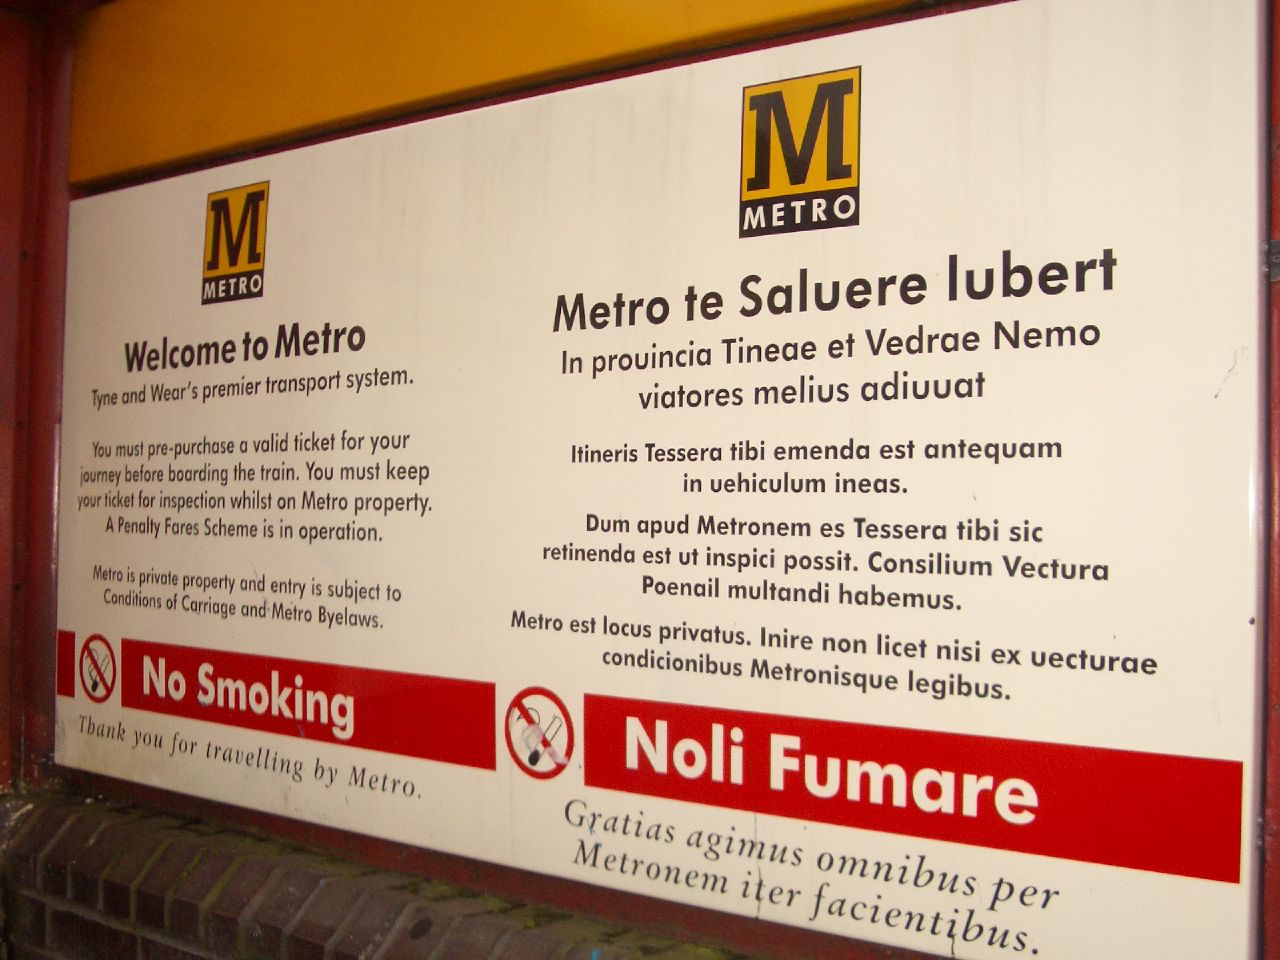 M
METRO
Welcome to Metro
Tyne and Wear's premier transport system.
You must pre-purchase a valid ticket for your
journey before boarding the train. You must keep
your ticket for inspection whilst on Metro property.
A Penalty Fares Scheme is in operation.
Metro is private property and entry is subject to
Conditions of Carriage and Metro Byelaws.
No Smoking
Thank you for travelling by Metro.
M
METRO
Metro te Saluere lubert
In prouincia Tineae et Vedrae Nemo
viatores melius adiuuat
Itineris Tessera tibi emenda est antequam
in uehiculum ineas.
Dum apud Metronem es Tessera tibi sic
retinenda est ut inspici possit. Consilium Vectura
Poenail multandi habemus.
Metro est locus privatus. Inire non licet nisi ex uecturae
condicionibus Metronisque legibus.
Noli Fumare
Gratias agimus omnibus per
Metronem iter facientibus.